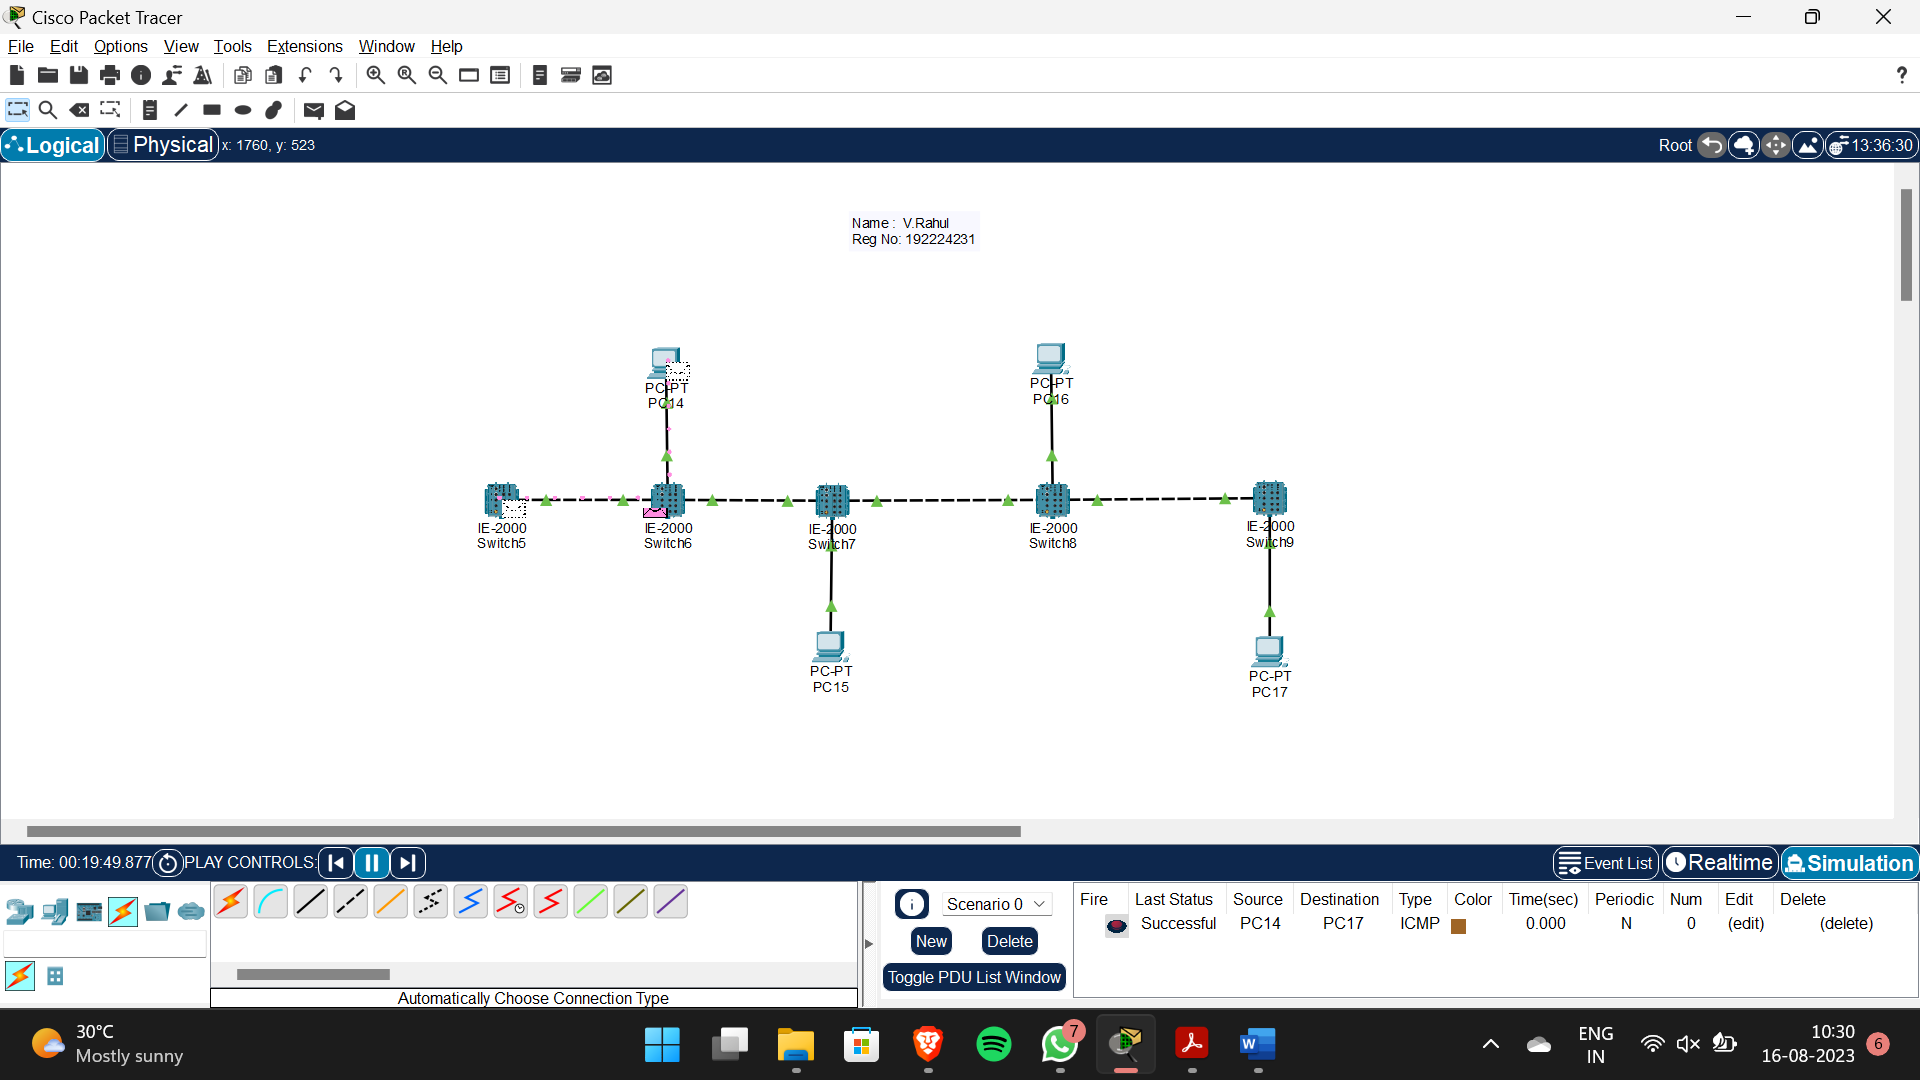 Cisco Packet Tracer
File Edit Options View Tools Extensions Window Help
?
Logical Physical x: 1760, y: 523 Root 13:36:30
Name : V.Rahul
Reg No: 192224231
PC-PT
PC14
PC-PT
PC16
IE-2000
Switch5
IE-2000
Switch6
IE-2000
Switch7
IE-2000
Switch8
IE-2000
Switch9
PC-PT
PC15
PC-PT
PC17
Time: 00:19:49.877 PLAY CONTROLS: Event List Realtime Simulation
Scenario 0
New Delete
Toggle PDU List Window
Fire Last Status Source Destination Type Color Time(sec) Periodic Num Edit Delete
Successful PC14 PC17 ICMP 0.000 N 0 (edit) (delete)
Automatically Choose Connection Type
30°C
Mostly sunny
7
W
ENG
IN
10:30
16-08-2023
6